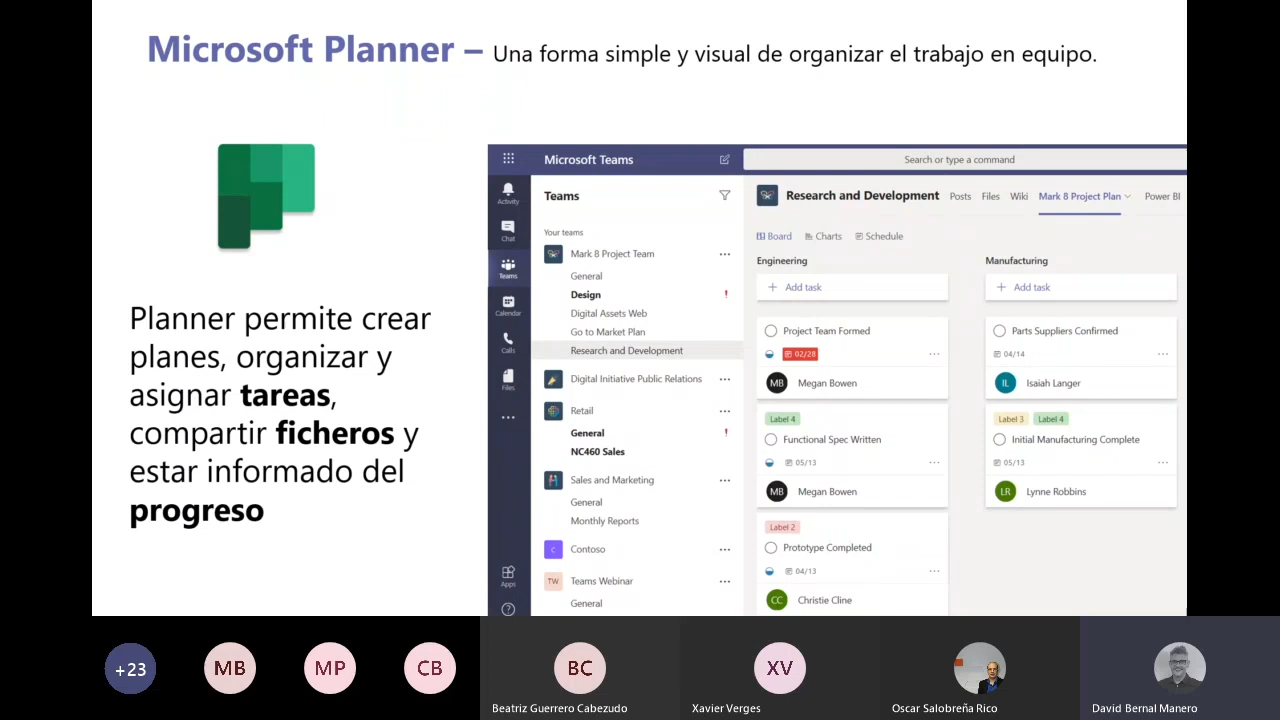 Microsoft Planner – Una forma simple y visual de organizar el trabajo en equipo.
Planner permite crear
planes, organizar y
asignar tareas,
compartir ficheros y
estar informado del
progreso
Microsoft Teams
Search or type a command
Activity
Chat
Teams
Calendar
Calls
Files
Apps
Teams
Your teams
Mark 8 Project Team
General
Design
Digital Assets Web
Go to Market Plan
Research and Development
Digital Initiative Public Relations
Retail
General
NC460 Sales
Sales and Marketing
General
Monthly Reports
C Contoso
TW Teams Webinar
General
Research and Development Posts Files Wiki Mark 8 Project Plan Power BI
Board Charts Schedule
Engineering
+ Add task
Project Team Formed
02/28
MB Megan Bowen
Label 4
Functional Spec Written
05/13
MB Megan Bowen
Label 2
Prototype Completed
04/13
CC Christie Cline
Manufacturing
+ Add task
Parts Suppliers Confirmed
04/14
IL Isaiah Langer
Label 3 Label 4
Initial Manufacturing Complete
05/13
LR Lynne Robbins
+23
MB
MP
CB
BC
Beatriz Guerrero Cabezudo
XV
Xavier Verges
Oscar Salobreña Rico
David Bernal Manero